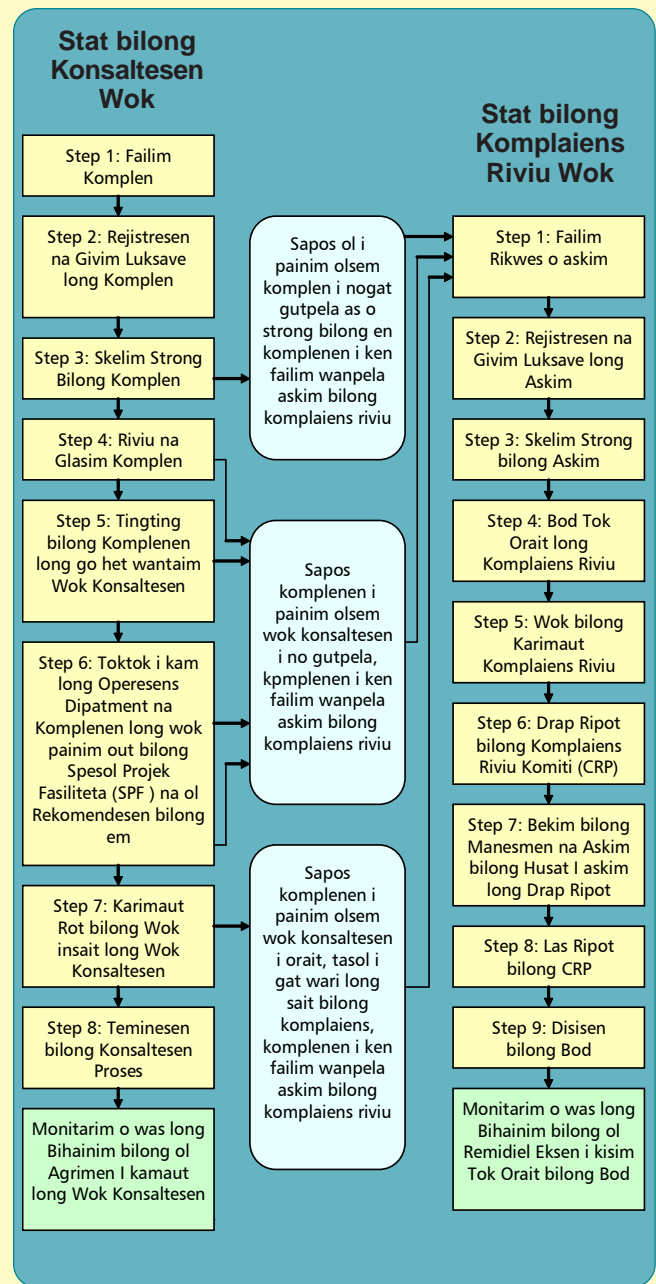 Stat bilong
Konsaltesen
Wok
Step 1: Failim
Komplen
Step 2: Rejistresen
na Givim Luksave
long Komplen
Step 3: Skelim Strong
Bilong Komplen
Step 4: Riviu na
Glasim Komplen
Step 5: Tingting
bilong Komplenen
long go het wantaim
Wok Konsaltesen
Step 6: Toktok i kam
long Operesens
Dipatment na
Komplenen long wok
painim out bilong
Spesol Projek
Fasiliteta (SPF ) na ol
Rekomendesen bilong
em
Step 7: Karimaut
Rot bilong Wok
insait long Wok
Konsaltesen
Step 8: Teminesen
bilong Konsaltesen
Proses
Monitarim o was long
Bihainim bilong ol
Agrimen I kamaut
long Wok Konsaltesen
Sapos ol i
painim olsem
komplen i nogat
gutpela as o
strong bilong en
komplenen i ken
failim wanpela
askim bilong
komplaiens riviu
Sapos
komplenen i
painim olsem
wok konsaltesen
i no gutpela,
kpmplenen i ken
failim wanpela
askim bilong
komplaiens riviu
Sapos
komplenen i
painim olsem
wok konsaltesen
i orait, tasol i
gat wari long
sait bilong
komplaiens,
komplenen i ken
failim wanpela
askim bilong
komplaiens riviu
Stat bilong
Komplaiens
Riviu Wok
Step 1: Failim
Rikwes o askim
Step 2: Rejistresen na
Givim Luksave long
Askim
Step 3: Skelim Strong
bilong Askim
Step 4: Bod Tok
Orait long
Komplaiens Riviu
Step 5: Wok bilong
Karimaut
Komplaiens Riviu
Step 6: Drap Ripot
bilong Komplaiens
Riviu Komiti (CRP)
Step 7: Bekim bilong
Manesmen na Askim
bilong Husat I askim
long Drap Ripot
Step 8: Las Ripot
bilong CRP
Step 9: Disisen
bilong Bod
Monitarim o was long
Bihainim bilong ol
Remidiel Eksen i kisim
Tok Orait bilong Bod